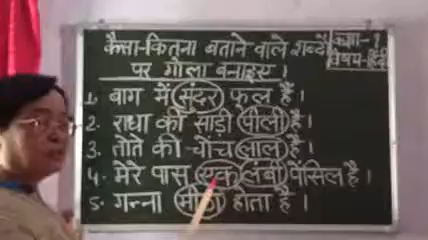 कैसा-कितना बताने वाले शब्दों
पर गोला बनाइए।
कक्षा-1
विषय-हिंदी
1. बाग में सुंदर फूल हैं।
2. राधा की साड़ी पीली है।
3. तोते की चोंच लाल है।
4. मेरे पास एक लंबी पेंसिल है।
5. गन्ना मीठा होता है।